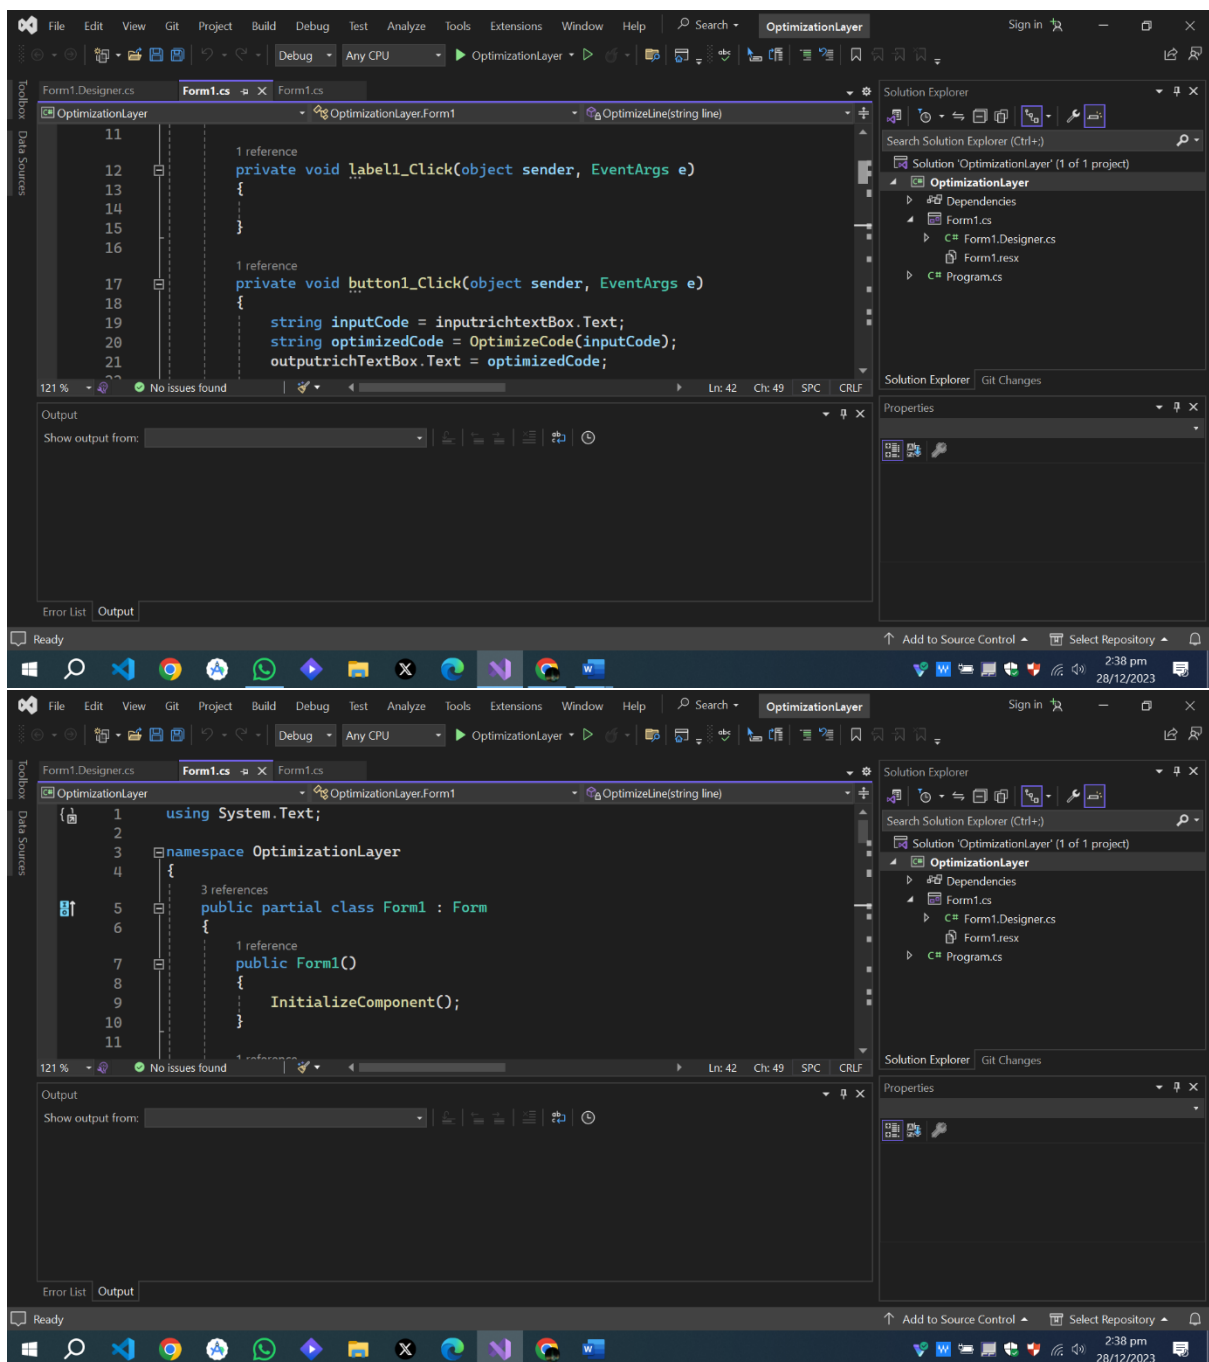 File Edit View Git Project Build Debug Test Analyze Tools Extensions Window Help Search OptimizationLayer Sign in
Debug Any CPU OptimizationLayer
Toolbox
Data Sources
Form1.Designer.cs Form1.cs Form1.cs
OptimizationLayer OptimizationLayer.Form1 OptimizeLine(string line)
11
1 reference
12 private void label1_Click(object sender, EventArgs e)
13 {
14
15 }
16
1 reference
17 private void button1_Click(object sender, EventArgs e)
18 {
19 string inputCode = inputrichtextBox.Text;
20 string optimizedCode = OptimizeCode(inputCode);
21 outputrichTextBox.Text = optimizedCode;
121 % No issues found Ln: 42 Ch: 49 SPC CRLF
Output
Show output from:
Error List Output
Solution Explorer
Search Solution Explorer (Ctrl+;)
Solution 'OptimizationLayer' (1 of 1 project)
OptimizationLayer
Dependencies
Form1.cs
C# Form1.Designer.cs
Form1.resx
C# Program.cs
Solution Explorer Git Changes
Properties
Ready Add to Source Control Select Repository
2:38 pm
28/12/2023
File Edit View Git Project Build Debug Test Analyze Tools Extensions Window Help Search OptimizationLayer Sign in
Debug Any CPU OptimizationLayer
Toolbox
Data Sources
Form1.Designer.cs Form1.cs Form1.cs
OptimizationLayer OptimizationLayer.Form1 OptimizeLine(string line)
1 using System.Text;
2
3 namespace OptimizationLayer
4 {
3 references
5 public partial class Form1 : Form
6 {
1 reference
7 public Form1()
8 {
9 InitializeComponent();
10 }
11
1 reference
121 % No issues found Ln: 42 Ch: 49 SPC CRLF
Output
Show output from:
Error List Output
Solution Explorer
Search Solution Explorer (Ctrl+;)
Solution 'OptimizationLayer' (1 of 1 project)
OptimizationLayer
Dependencies
Form1.cs
C# Form1.Designer.cs
Form1.resx
C# Program.cs
Solution Explorer Git Changes
Properties
Ready Add to Source Control Select Repository
2:38 pm
28/12/2023